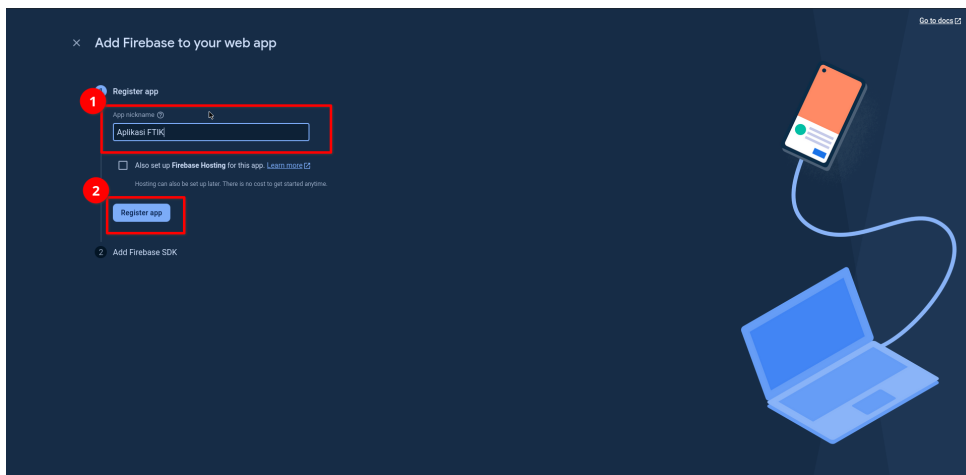 Go to docs
Add Firebase to your web app
1
Register app
App nickname
Aplikasi FTIK
Also set up Firebase Hosting for this app. Learn more
Hosting can also be set up later. There is no cost to get started anytime.
2
Register app
2 Add Firebase SDK